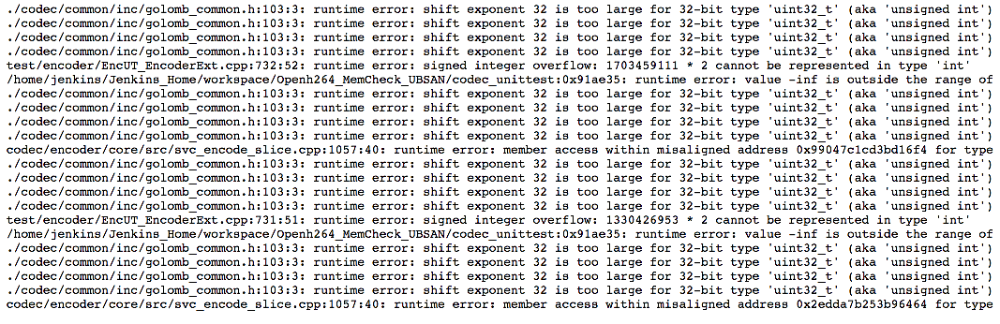 ./codec/common/inc/golomb_common.h:103:3: runtime error: shift exponent 32 is too large for 32-bit type 'uint32_t' (aka 'unsigned int')
./codec/common/inc/golomb_common.h:103:3: runtime error: shift exponent 32 is too large for 32-bit type 'uint32_t' (aka 'unsigned int')
./codec/common/inc/golomb_common.h:103:3: runtime error: shift exponent 32 is too large for 32-bit type 'uint32_t' (aka 'unsigned int')
./codec/common/inc/golomb_common.h:103:3: runtime error: shift exponent 32 is too large for 32-bit type 'uint32_t' (aka 'unsigned int')
test/encoder/EncUT_EncoderExt.cpp:732:52: runtime error: signed integer overflow: 1703459111 * 2 cannot be represented in type 'int'
/home/jenkins/Jenkins_Home/workspace/Openh264_MemCheck_UBSAN/codec_unittest:0x91ae35: runtime error: value -inf is outside the range of
./codec/common/inc/golomb_common.h:103:3: runtime error: shift exponent 32 is too large for 32-bit type 'uint32_t' (aka 'unsigned int')
./codec/common/inc/golomb_common.h:103:3: runtime error: shift exponent 32 is too large for 32-bit type 'uint32_t' (aka 'unsigned int')
./codec/common/inc/golomb_common.h:103:3: runtime error: shift exponent 32 is too large for 32-bit type 'uint32_t' (aka 'unsigned int')
./codec/common/inc/golomb_common.h:103:3: runtime error: shift exponent 32 is too large for 32-bit type 'uint32_t' (aka 'unsigned int')
codec/encoder/core/src/svc_encode_slice.cpp:1057:40: runtime error: member access within misaligned address 0x99047c1cd3bd16f4 for type
./codec/common/inc/golomb_common.h:103:3: runtime error: shift exponent 32 is too large for 32-bit type 'uint32_t' (aka 'unsigned int')
./codec/common/inc/golomb_common.h:103:3: runtime error: shift exponent 32 is too large for 32-bit type 'uint32_t' (aka 'unsigned int')
./codec/common/inc/golomb_common.h:103:3: runtime error: shift exponent 32 is too large for 32-bit type 'uint32_t' (aka 'unsigned int')
./codec/common/inc/golomb_common.h:103:3: runtime error: shift exponent 32 is too large for 32-bit type 'uint32_t' (aka 'unsigned int')
test/encoder/EncUT_EncoderExt.cpp:731:51: runtime error: signed integer overflow: 1330426953 * 2 cannot be represented in type 'int'
/home/jenkins/Jenkins_Home/workspace/Openh264_MemCheck_UBSAN/codec_unittest:0x91ae35: runtime error: value -inf is outside the range of
./codec/common/inc/golomb_common.h:103:3: runtime error: shift exponent 32 is too large for 32-bit type 'uint32_t' (aka 'unsigned int')
./codec/common/inc/golomb_common.h:103:3: runtime error: shift exponent 32 is too large for 32-bit type 'uint32_t' (aka 'unsigned int')
./codec/common/inc/golomb_common.h:103:3: runtime error: shift exponent 32 is too large for 32-bit type 'uint32_t' (aka 'unsigned int')
./codec/common/inc/golomb_common.h:103:3: runtime error: shift exponent 32 is too large for 32-bit type 'uint32_t' (aka 'unsigned int')
codec/encoder/core/src/svc_encode_slice.cpp:1057:40: runtime error: member access within misaligned address 0x2edda7b253b96464 for type